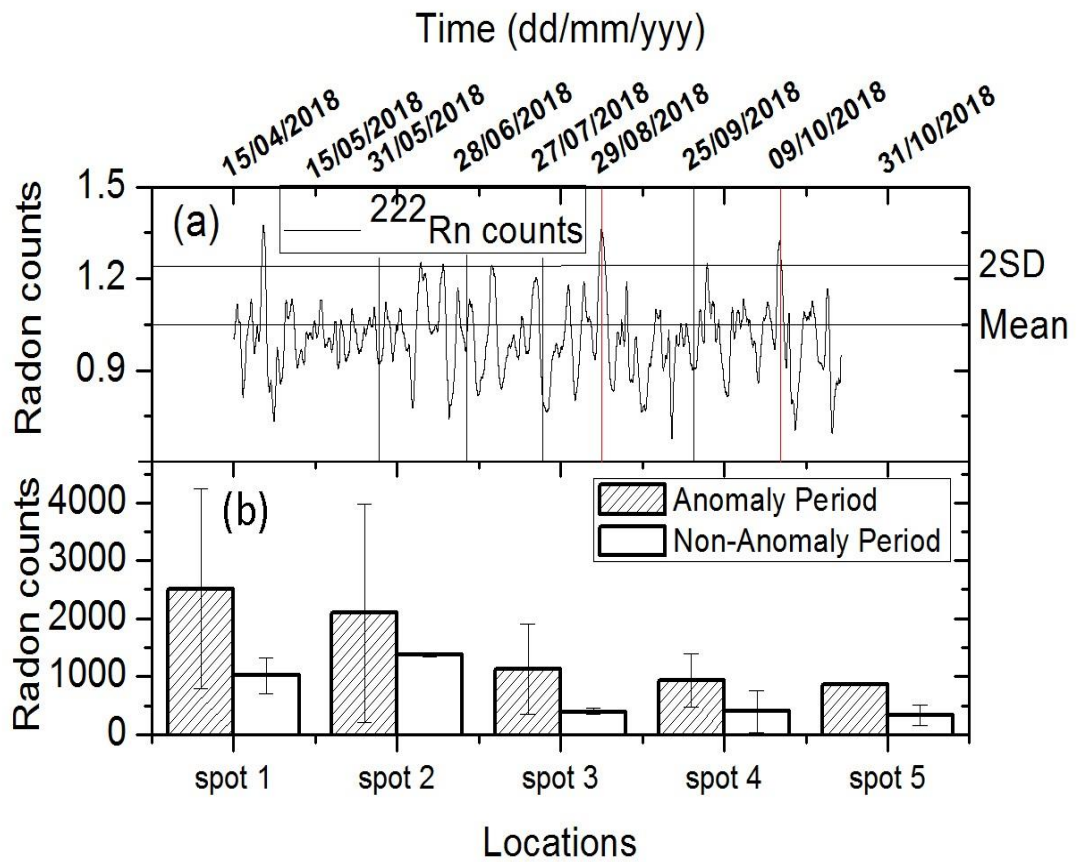 Time (dd/mm/yyy)
15/04/2018
15/05/2018
31/05/2018
28/06/2018
27/07/2018
29/08/2018
25/09/2018
09/10/2018
31/10/2018
Radon counts
1.5
1.2
0.9
(a)
222Rn counts
2SD
Mean
Radon counts
4000
3000
2000
1000
0
(b)
Anomaly Period
Non-Anomaly Period
spot 1 spot 2 spot 3 spot 4 spot 5
Locations